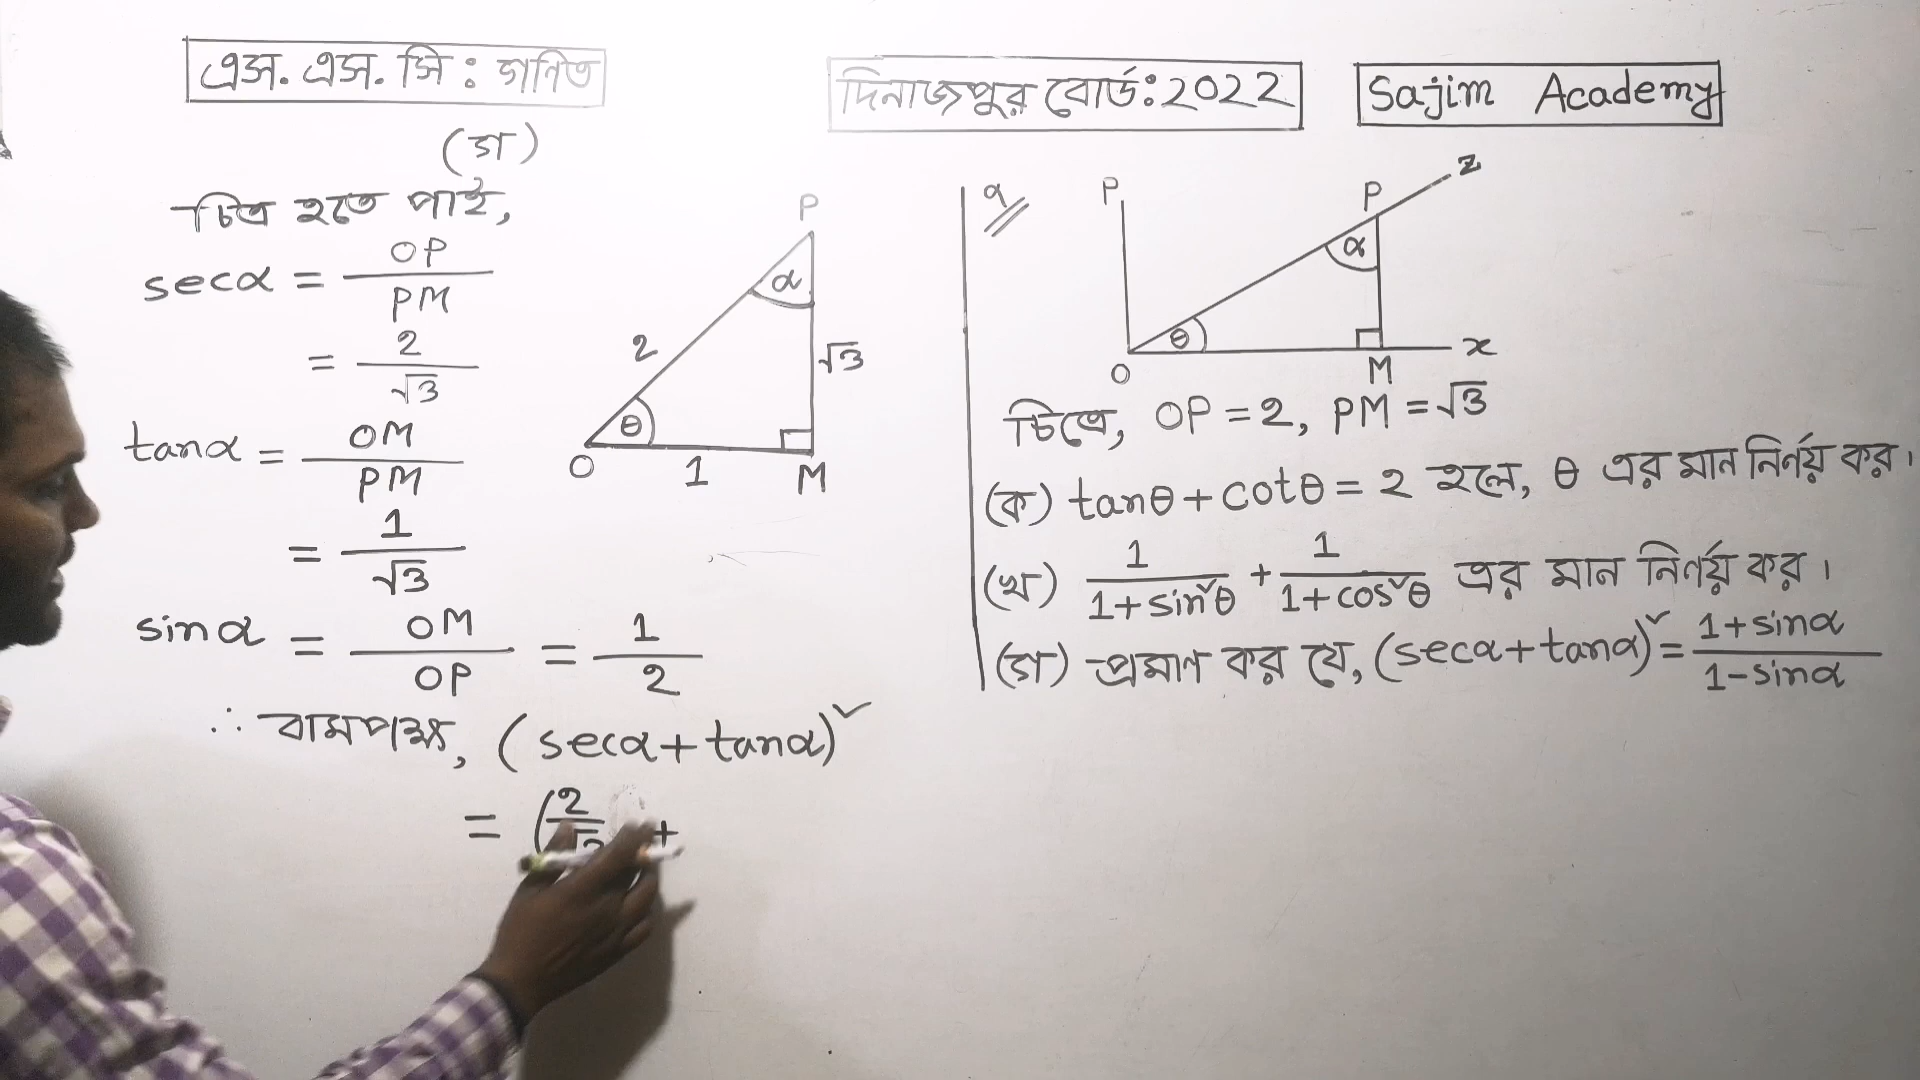 এস. এস. সি : গণিত
দিনাজপুর বোর্ড: ২০২২
Sajim Academy
(গ)
চিত্র হতে পাই,
secα = OP/PM
= 2/√3
tanα = OM/PM
= 1/√3
sinα = OM/OP = 1/2
∴ বামপক্ষ, (secα+tanα)²
= (2/√3 +
P
α
2
√3
θ
O
1
M
৭
P
P
z
α
θ
O
M
x
চিত্রে, OP = 2, PM = √3
(ক) tanθ + cotθ = 2 হলে, θ এর মান নির্ণয় কর।
(খ) 1/1+sin²θ + 1/1+cos²θ এর মান নির্ণয় কর।
(গ) প্রমাণ কর যে, (secα+tanα)² = 1+sinα/1-sinα